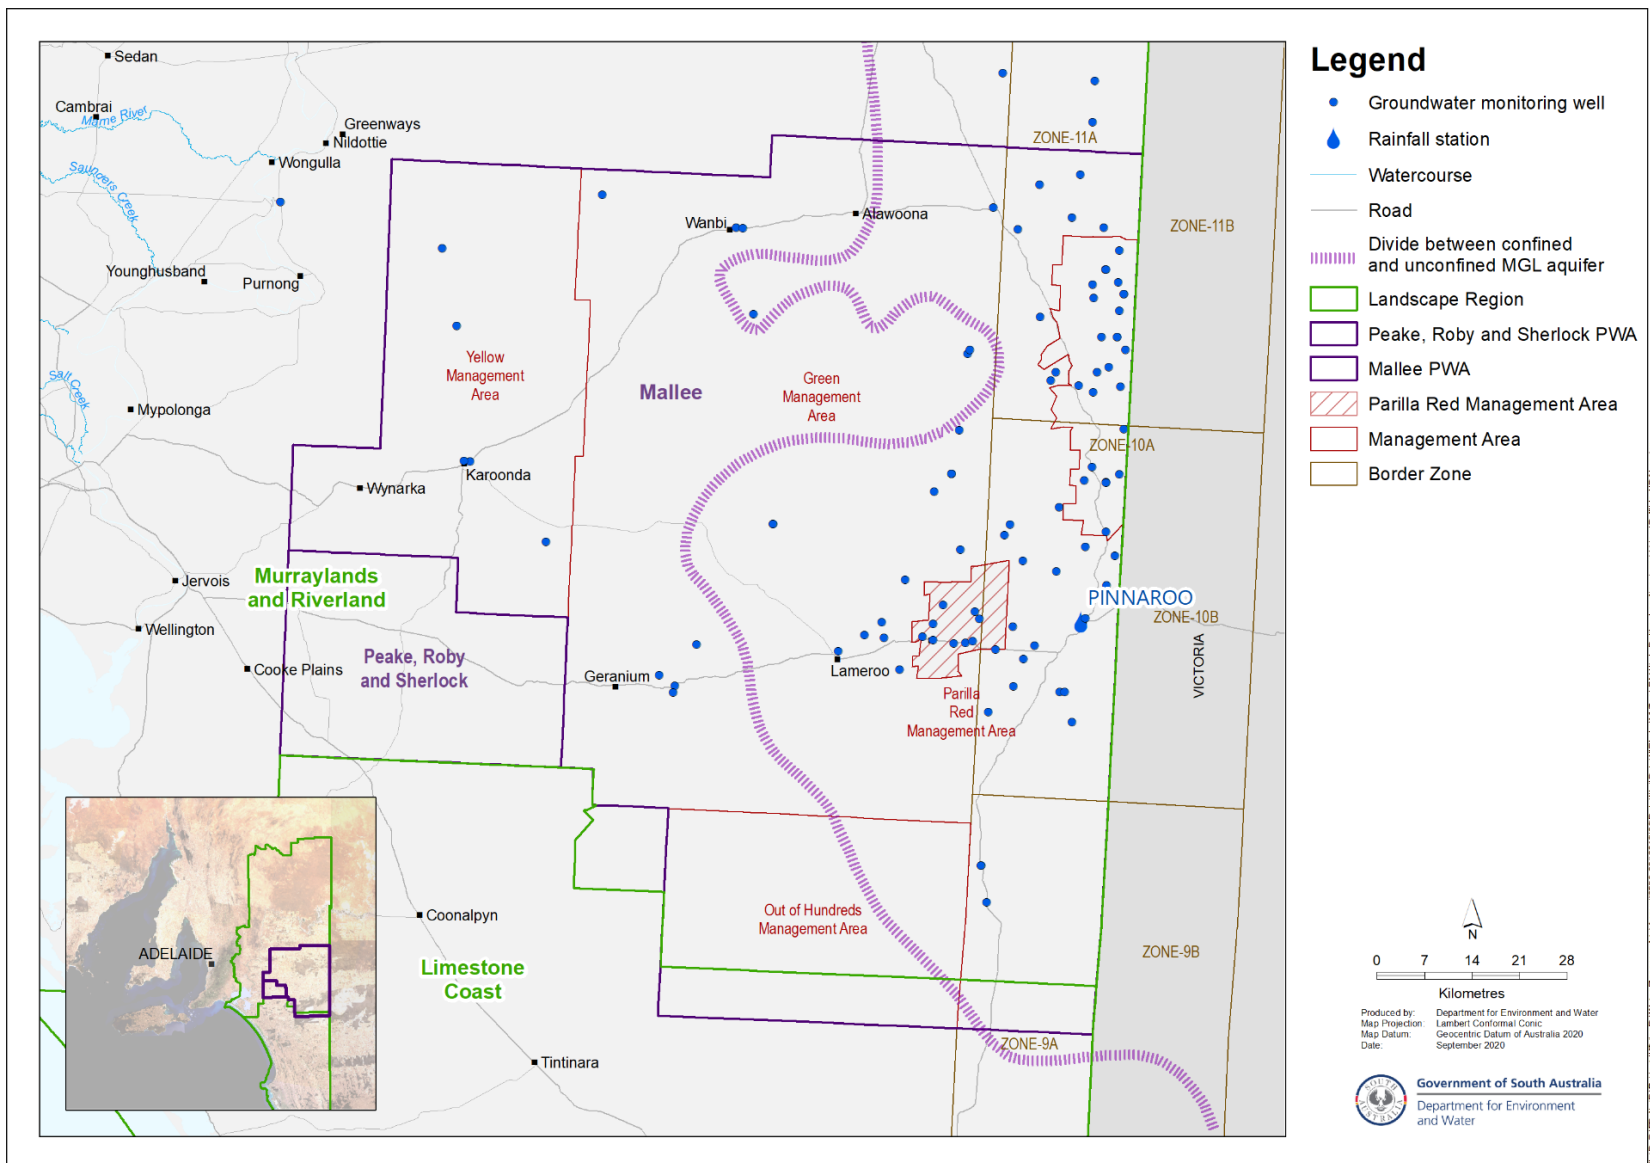 Sedan
Cambrai
Marne River
Greenways
Nildottie
Wongulla
Saunders Creek
Younghusband
Purnong
Salt Creek
Mypolonga
Wanbi
Alawoona
ZONE-11A
ZONE-11B
Yellow
Management
Area
Mallee
Green
Management
Area
ZONE-10A
Karoonda
Wynarka
Jervois
Murraylands
and Riverland
Wellington
Cooke Plains
Peake, Roby
and Sherlock
Geranium
Lameroo
PINNAROO
ZONE-10B
VICTORIA
Parilla
Red
Management Area
Out of Hundreds
Management Area
ZONE-9B
Coonalpyn
Limestone
Coast
ZONE-9A
Tintinara
ADELAIDE
Legend
Groundwater monitoring well
Rainfall station
Watercourse
Road
Divide between confined
and unconfined MGL aquifer
Landscape Region
Peake, Roby and Sherlock PWA
Mallee PWA
Parilla Red Management Area
Management Area
Border Zone
N
0 7 14 21 28
Kilometres
Produced by: Department for Environment and Water
Map Projection: Lambert Conformal Conic
Map Datum: Geocentric Datum of Australia 2020
Date: September 2020
SOUTH AUSTRALIA
Government of South Australia
Department for Environment
and Water